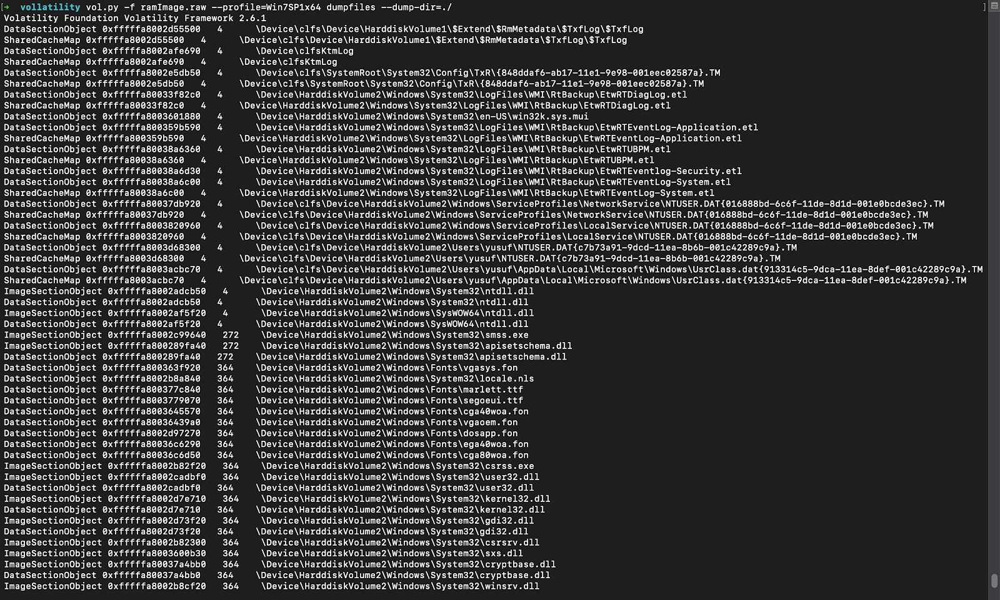 [→  vollatility vol.py -f ramImage.raw --profile=Win7SP1x64 dumpfiles --dump-dir=./ ]
Volatility Foundation Volatility Framework 2.6.1
DataSectionObject 0xfffffa8002d55500   4      \Device\clfs\Device\HarddiskVolume1\$Extend\$RmMetadata\$TxfLog\$TxfLog
SharedCacheMap 0xfffffa8002d55500   4      \Device\clfs\Device\HarddiskVolume1\$Extend\$RmMetadata\$TxfLog\$TxfLog
DataSectionObject 0xfffffa8002afe690   4      \Device\clfsKtmLog
SharedCacheMap 0xfffffa8002afe690   4      \Device\clfsKtmLog
DataSectionObject 0xfffffa8002e5db50   4      \Device\clfs\SystemRoot\System32\Config\TxR\{848ddaf6-ab17-11e1-9e98-001eec02587a}.TM
SharedCacheMap 0xfffffa8002e5db50   4      \Device\clfs\SystemRoot\System32\Config\TxR\{848ddaf6-ab17-11e1-9e98-001eec02587a}.TM
DataSectionObject 0xfffffa80033f82c0   4      \Device\HarddiskVolume2\Windows\System32\LogFiles\WMI\RtBackup\EtwRTDiagLog.etl
SharedCacheMap 0xfffffa80033f82c0   4      \Device\HarddiskVolume2\Windows\System32\LogFiles\WMI\RtBackup\EtwRTDiagLog.etl
DataSectionObject 0xfffffa8003601880   4      \Device\HarddiskVolume2\Windows\System32\en-US\win32k.sys.mui
DataSectionObject 0xfffffa800359b590   4      \Device\HarddiskVolume2\Windows\System32\LogFiles\WMI\RtBackup\EtwRTEventLog-Application.etl
SharedCacheMap 0xfffffa800359b590   4      \Device\HarddiskVolume2\Windows\System32\LogFiles\WMI\RtBackup\EtwRTEventLog-Application.etl
DataSectionObject 0xfffffa80038a6360   4      \Device\HarddiskVolume2\Windows\System32\LogFiles\WMI\RtBackup\EtwRTUBPM.etl
SharedCacheMap 0xfffffa80038a6360   4      \Device\HarddiskVolume2\Windows\System32\LogFiles\WMI\RtBackup\EtwRTUBPM.etl
DataSectionObject 0xfffffa80038a6d30   4      \Device\HarddiskVolume2\Windows\System32\LogFiles\WMI\RtBackup\EtwRTEventlog-Security.etl
DataSectionObject 0xfffffa80038a6c00   4      \Device\HarddiskVolume2\Windows\System32\LogFiles\WMI\RtBackup\EtwRTEventLog-System.etl
SharedCacheMap 0xfffffa80038a6c00   4      \Device\HarddiskVolume2\Windows\System32\LogFiles\WMI\RtBackup\EtwRTEventLog-System.etl
DataSectionObject 0xfffffa80037db920   4      \Device\clfs\Device\HarddiskVolume2\Windows\ServiceProfiles\NetworkService\NTUSER.DAT{016888bd-6c6f-11de-8d1d-001e0bcde3ec}.TM
SharedCacheMap 0xfffffa80037db920   4      \Device\clfs\Device\HarddiskVolume2\Windows\ServiceProfiles\NetworkService\NTUSER.DAT{016888bd-6c6f-11de-8d1d-001e0bcde3ec}.TM
DataSectionObject 0xfffffa8003820960   4      \Device\clfs\Device\HarddiskVolume2\Windows\ServiceProfiles\LocalService\NTUSER.DAT{016888bd-6c6f-11de-8d1d-001e0bcde3ec}.TM
SharedCacheMap 0xfffffa8003820960   4      \Device\clfs\Device\HarddiskVolume2\Windows\ServiceProfiles\LocalService\NTUSER.DAT{016888bd-6c6f-11de-8d1d-001e0bcde3ec}.TM
DataSectionObject 0xfffffa8003d68300   4      \Device\clfs\Device\HarddiskVolume2\Users\yusuf\NTUSER.DAT{c7b73a91-9dcd-11ea-8b6b-001c42289c9a}.TM
SharedCacheMap 0xfffffa8003d68300   4      \Device\clfs\Device\HarddiskVolume2\Users\yusuf\NTUSER.DAT{c7b73a91-9dcd-11ea-8b6b-001c42289c9a}.TM
DataSectionObject 0xfffffa8003acbc70   4      \Device\clfs\Device\HarddiskVolume2\Users\yusuf\AppData\Local\Microsoft\Windows\UsrClass.dat{913314c5-9dca-11ea-8def-001c42289c9a}.TM
SharedCacheMap 0xfffffa8003acbc70   4      \Device\clfs\Device\HarddiskVolume2\Users\yusuf\AppData\Local\Microsoft\Windows\UsrClass.dat{913314c5-9dca-11ea-8def-001c42289c9a}.TM
ImageSectionObject 0xfffffa8002adcb50   4      \Device\HarddiskVolume2\Windows\System32\ntdll.dll
DataSectionObject 0xfffffa8002adcb50   4      \Device\HarddiskVolume2\Windows\System32\ntdll.dll
ImageSectionObject 0xfffffa8002af5f20   4      \Device\HarddiskVolume2\Windows\SysWOW64\ntdll.dll
DataSectionObject 0xfffffa8002af5f20   4      \Device\HarddiskVolume2\Windows\SysWOW64\ntdll.dll
ImageSectionObject 0xfffffa8002c99640   272    \Device\HarddiskVolume2\Windows\System32\smss.exe
ImageSectionObject 0xfffffa800289fa40   272    \Device\HarddiskVolume2\Windows\System32\apisetschema.dll
DataSectionObject 0xfffffa800289fa40   272    \Device\HarddiskVolume2\Windows\System32\apisetschema.dll
DataSectionObject 0xfffffa800363f920   364    \Device\HarddiskVolume2\Windows\Fonts\vgasys.fon
DataSectionObject 0xfffffa8002b8a840   364    \Device\HarddiskVolume2\Windows\System32\locale.nls
DataSectionObject 0xfffffa800377c840   364    \Device\HarddiskVolume2\Windows\Fonts\marlett.ttf
DataSectionObject 0xfffffa8003779070   364    \Device\HarddiskVolume2\Windows\Fonts\segoeui.ttf
DataSectionObject 0xfffffa8003645570   364    \Device\HarddiskVolume2\Windows\Fonts\cga40woa.fon
DataSectionObject 0xfffffa80036439a0   364    \Device\HarddiskVolume2\Windows\Fonts\vgaoem.fon
DataSectionObject 0xfffffa8002d97270   364    \Device\HarddiskVolume2\Windows\Fonts\dosapp.fon
DataSectionObject 0xfffffa80036c6290   364    \Device\HarddiskVolume2\Windows\Fonts\ega40woa.fon
DataSectionObject 0xfffffa80036c6d50   364    \Device\HarddiskVolume2\Windows\Fonts\cga80woa.fon
ImageSectionObject 0xfffffa8002b82f20   364    \Device\HarddiskVolume2\Windows\System32\csrss.exe
ImageSectionObject 0xfffffa8002cadbf0   364    \Device\HarddiskVolume2\Windows\System32\user32.dll
DataSectionObject 0xfffffa8002cadbf0   364    \Device\HarddiskVolume2\Windows\System32\user32.dll
ImageSectionObject 0xfffffa8002d7e710   364    \Device\HarddiskVolume2\Windows\System32\kernel32.dll
DataSectionObject 0xfffffa8002d7e710   364    \Device\HarddiskVolume2\Windows\System32\kernel32.dll
ImageSectionObject 0xfffffa8002d73f20   364    \Device\HarddiskVolume2\Windows\System32\gdi32.dll
DataSectionObject 0xfffffa8002d73f20   364    \Device\HarddiskVolume2\Windows\System32\gdi32.dll
ImageSectionObject 0xfffffa8002b82300   364    \Device\HarddiskVolume2\Windows\System32\csrsrv.dll
ImageSectionObject 0xfffffa8003600b30   364    \Device\HarddiskVolume2\Windows\System32\sxs.dll
ImageSectionObject 0xfffffa80037a4bb0   364    \Device\HarddiskVolume2\Windows\System32\cryptbase.dll
DataSectionObject 0xfffffa80037a4bb0   364    \Device\HarddiskVolume2\Windows\System32\cryptbase.dll
ImageSectionObject 0xfffffa8002b8cf20   364    \Device\HarddiskVolume2\Windows\System32\winsrv.dll